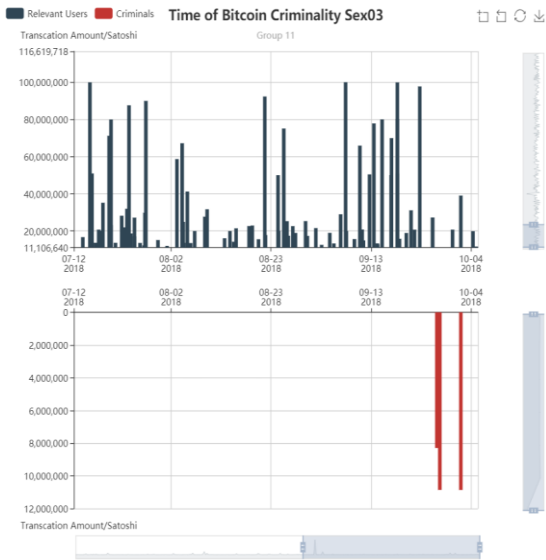 Relevant Users Criminals Time of Bitcoin Criminality Sex03
Transcation Amount/Satoshi Group 11
116,619,718
100,000,000
80,000,000
60,000,000
40,000,000
20,000,000
11,106,640
07-12 08-02 08-23 09-13 10-04
2018 2018 2018 2018 2018
07-12 08-02 08-23 09-13 10-04
2018 2018 2018 2018 2018
0
2,000,000
4,000,000
6,000,000
8,000,000
10,000,000
12,000,000
Transcation Amount/Satoshi